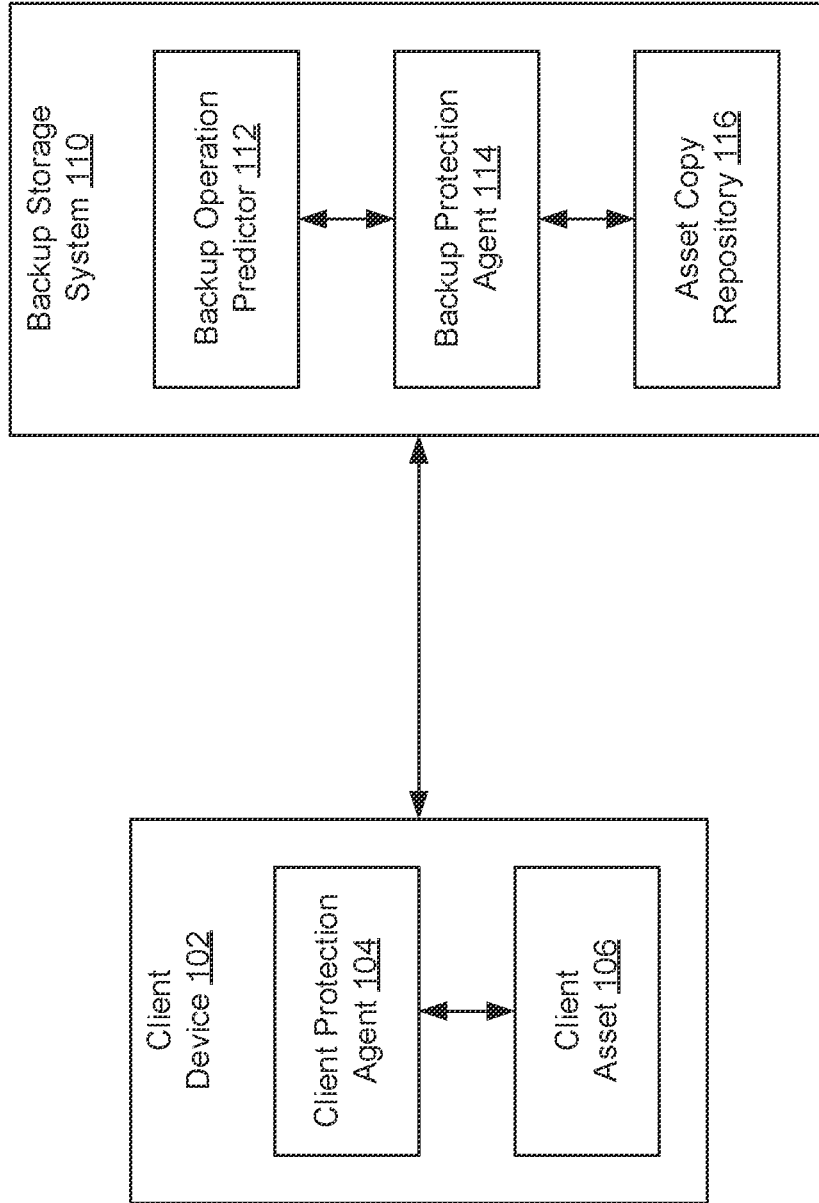 Client
Device 102
Client Protection
Agent 104
Client
Asset 106
Backup Storage
System 110
Backup Operation
Predictor 112
Backup Protection
Agent 114
Asset Copy
Repository 116